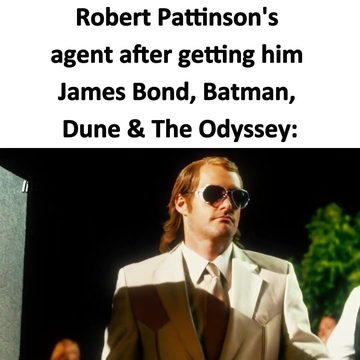 Robert Pattinson's
agent after getting him
James Bond, Batman,
Dune & The Odyssey: